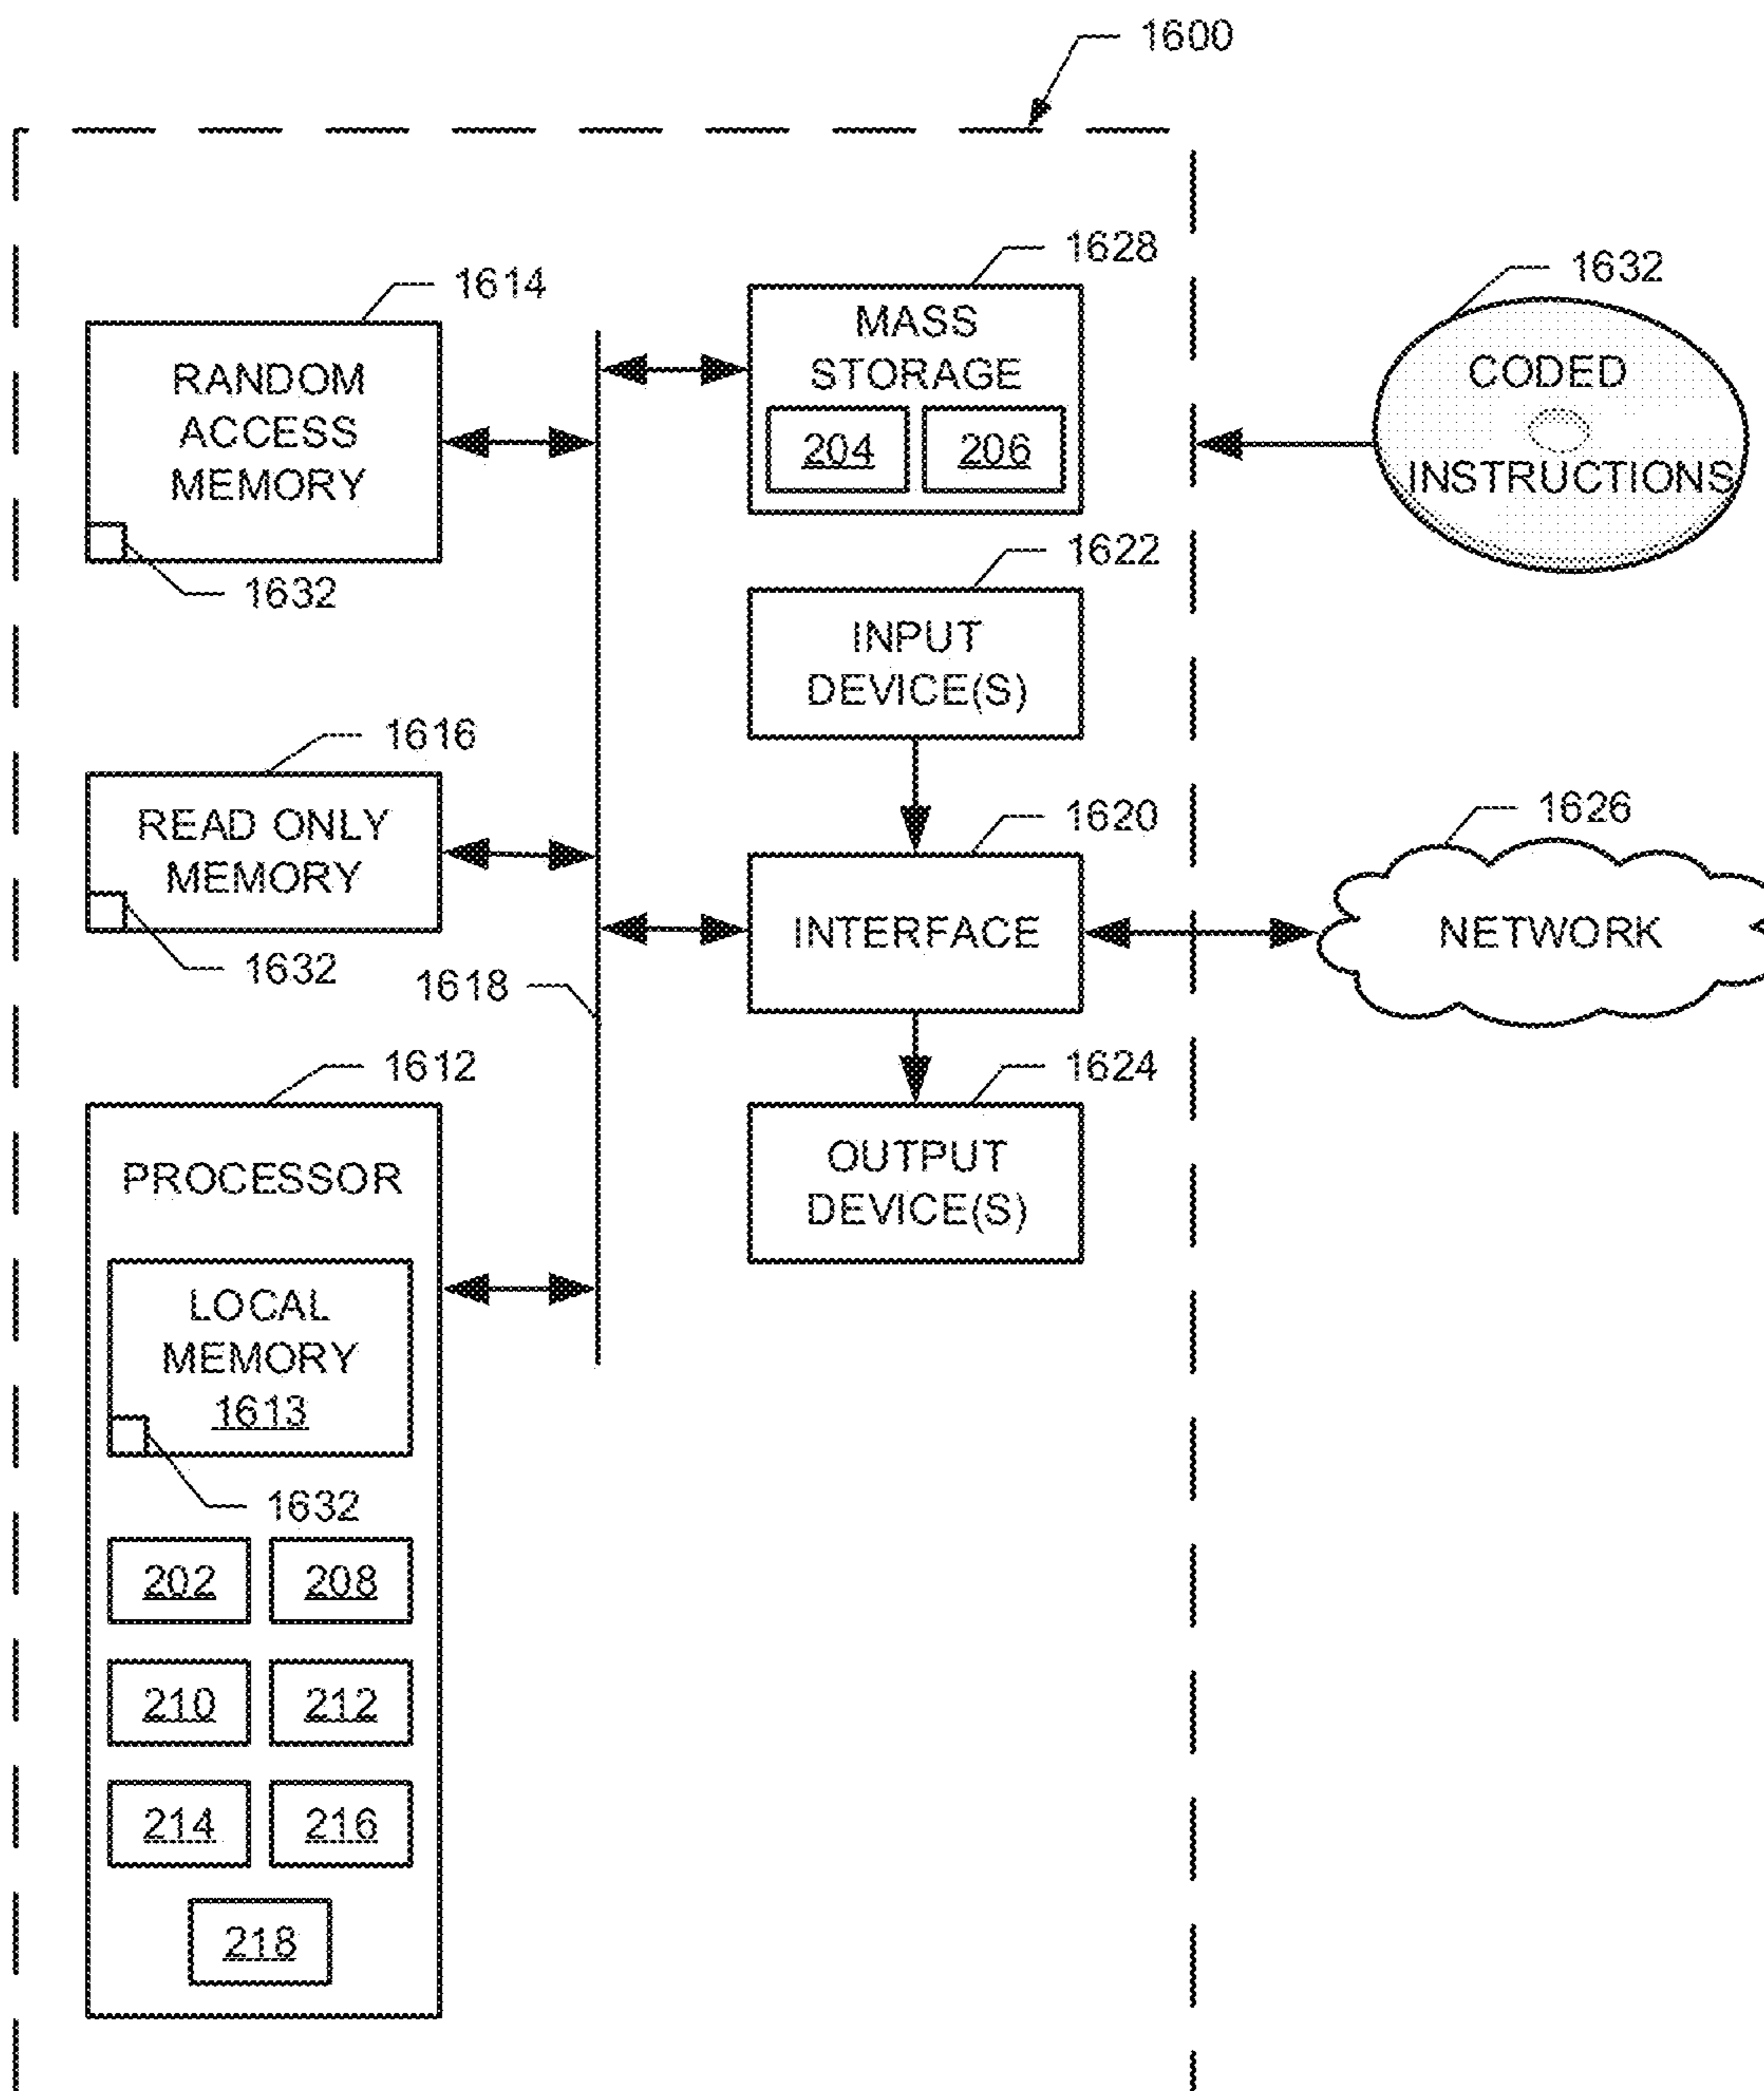 1600
1614
RANDOM
ACCESS
MEMORY
1632
1628
MASS
STORAGE
204 206
1632
CODED
INSTRUCTIONS
1622
INPUT
DEVICE(S)
1616
READ ONLY
MEMORY
1632
1618
1620
INTERFACE
1626
NETWORK
1612
PROCESSOR
LOCAL
MEMORY
1613
1632
1624
OUTPUT
DEVICE(S)
202 208
210 212
214 216
218